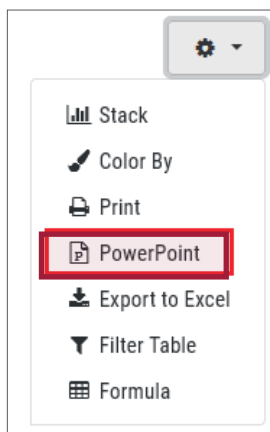 Stack
Color By
Print
PowerPoint
Export to Excel
Filter Table
Formula